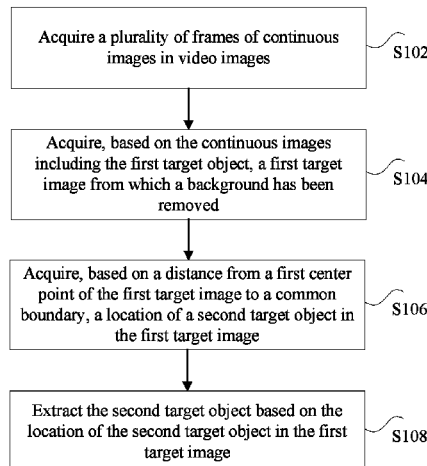 Acquire a plurality of frames of continuous
images in video images
S102
Acquire, based on the continuous images
including the first target object, a first target
image from which a background has been
removed
S104
Acquire, based on a distance from a first center
point of the first target image to a common
boundary, a location of a second target object in
the first target image
S106
Extract the second target object based on the
location of the second target object in the first
target image
S108